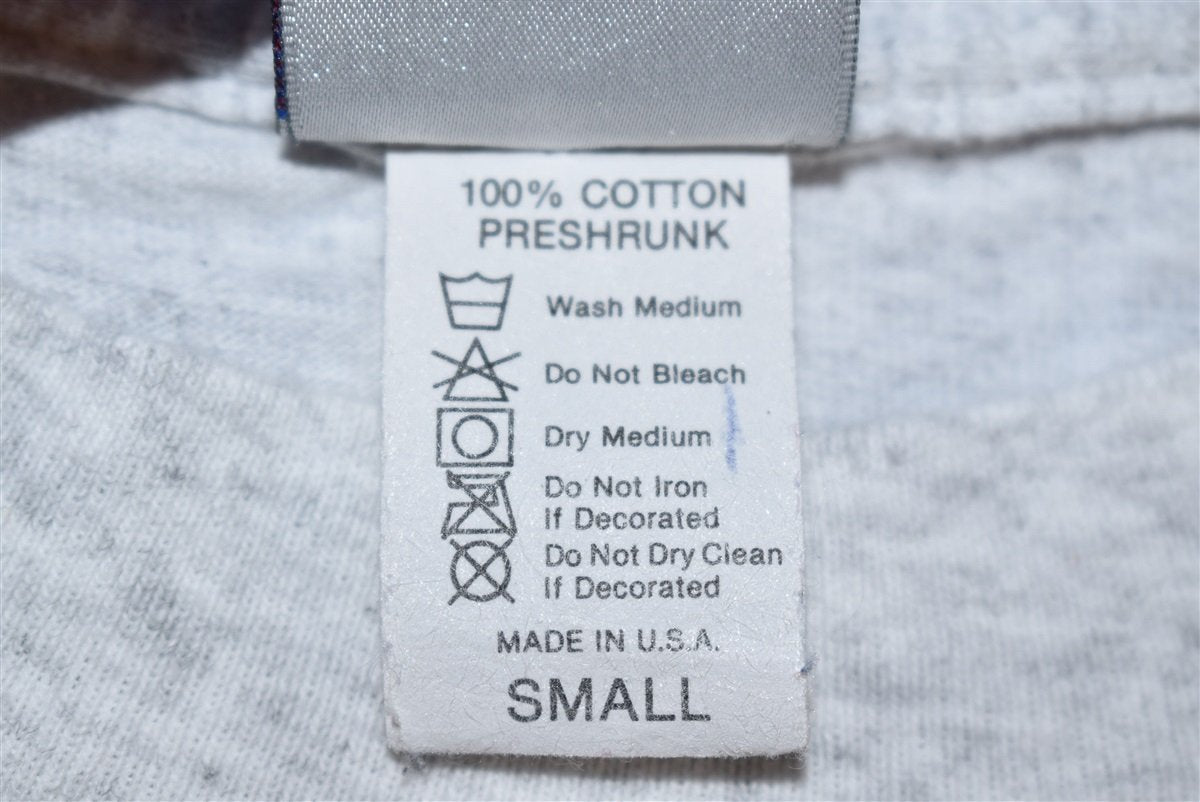 100% COTTON
PRESHRUNK
Wash Medium
Do Not Bleach
Dry Medium
Do Not Iron
If Decorated
Do Not Dry Clean
If Decorated
MADE IN U.S.A.
SMALL